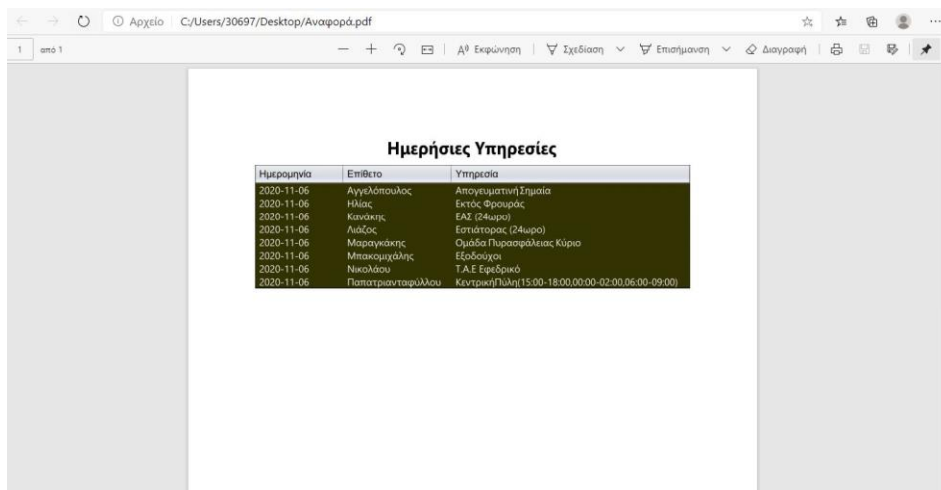 Αρχείο C:/Users/30697/Desktop/Αναφορά.pdf
1 από 1 Εκφώνηση Σχεδίαση Επισήμανση Διαγραφή
Ημερήσιες Υπηρεσίες
Ημερομηνία Επίθετο Υπηρεσία
2020-11-06 Αγγελόπουλος Απογευματινή Σημαία
2020-11-06 Ηλίας Εκτός Φρουράς
2020-11-06 Κανάκης ΕΑΣ (24ωρο)
2020-11-06 Λιάζος Εστιάτορας (24ωρο)
2020-11-06 Μαραγκάκης Ομάδα Πυρασφάλειας Κύριο
2020-11-06 Μπακομιχάλης Εξοδούχοι
2020-11-06 Νικολάου Τ.Α.Ε Εφεδρικό
2020-11-06 Παπατριανταφύλλου ΚεντρικήΠύλη(15:00-18:00,00:00-02:00,06:00-09:00)